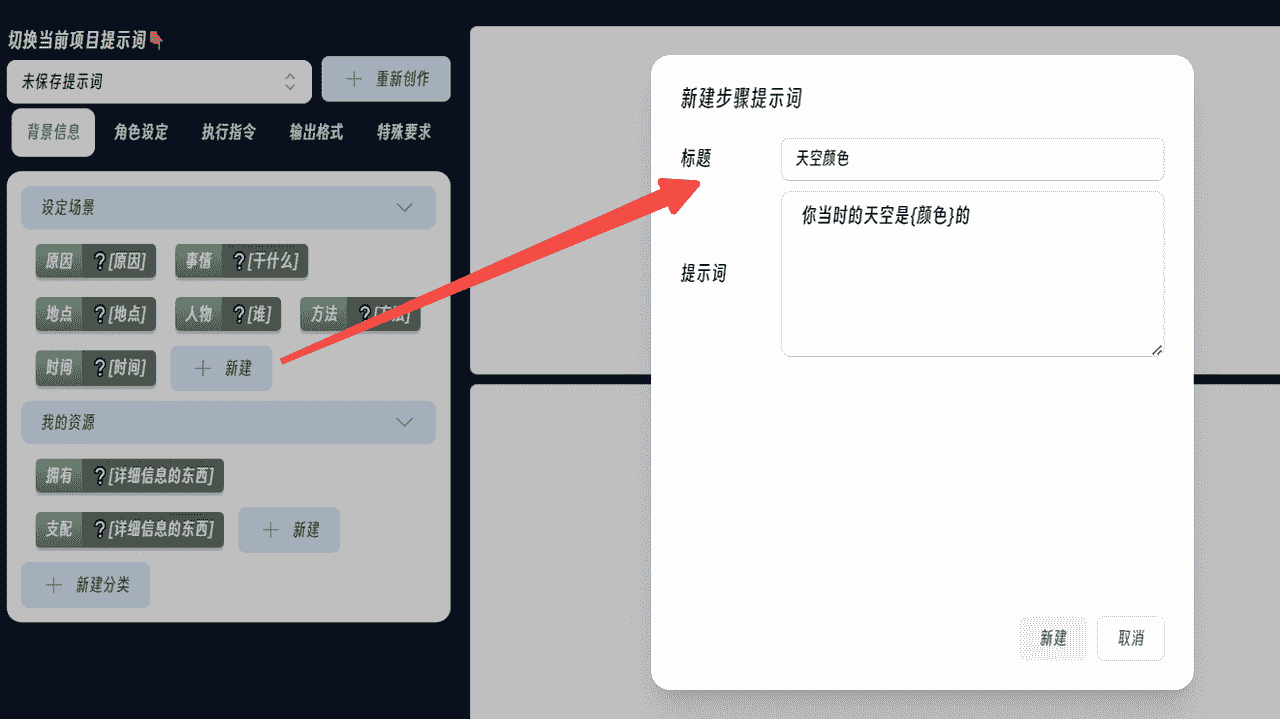 切换当前项目提示词
未保存提示词
重新创作
背景信息 角色设定 执行指令 输出格式 特殊要求
设定场景
原因 ?[原因] 事情 ?[干什么]
地点 ?[地点] 人物 ?[谁] 方法 ?[方法]
时间 ?[时间] 新建
我的资源
拥有 ?[详细信息的东西]
支配 ?[详细信息的东西] 新建
新建分类
新建步骤提示词
标题 天空颜色
提示词 你当时的天空是{颜色}的
新建 取消